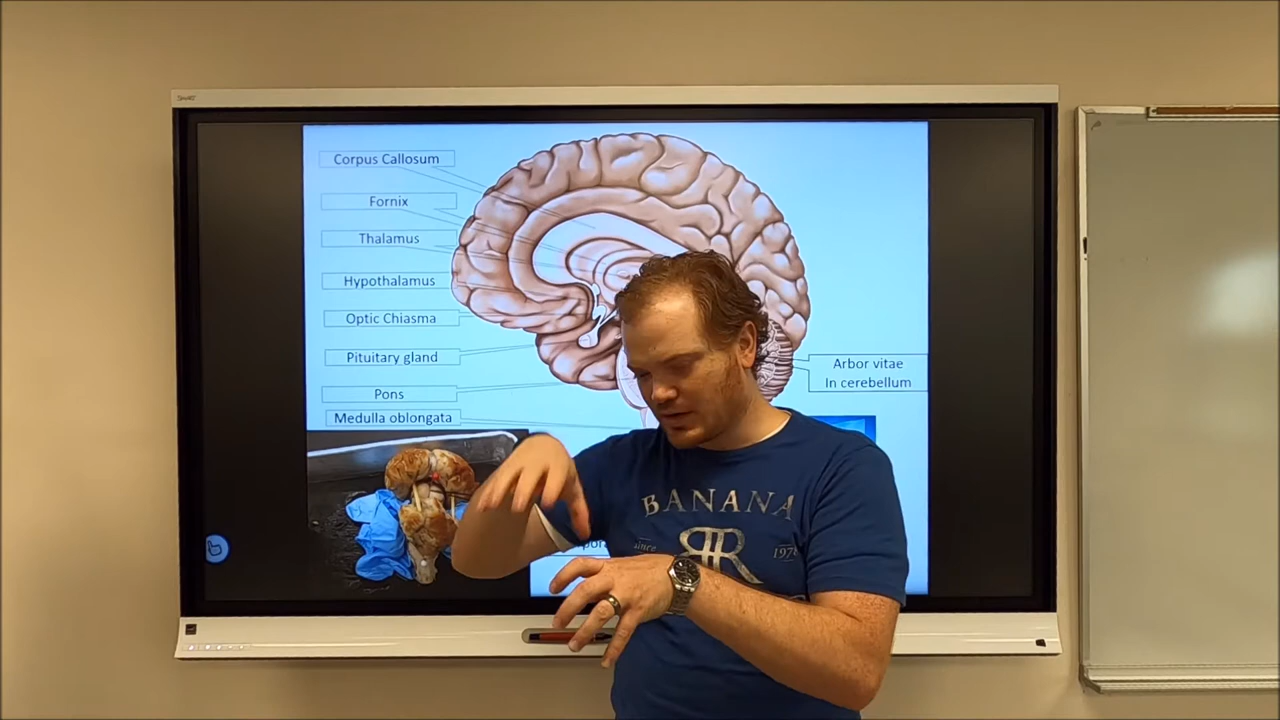 SMART
Corpus Callosum
Fornix
Thalamus
Hypothalamus
Optic Chiasma
Pituitary gland
Pons
Medulla oblongata
Arbor vitae
In cerebellum
BANANA
since
1978